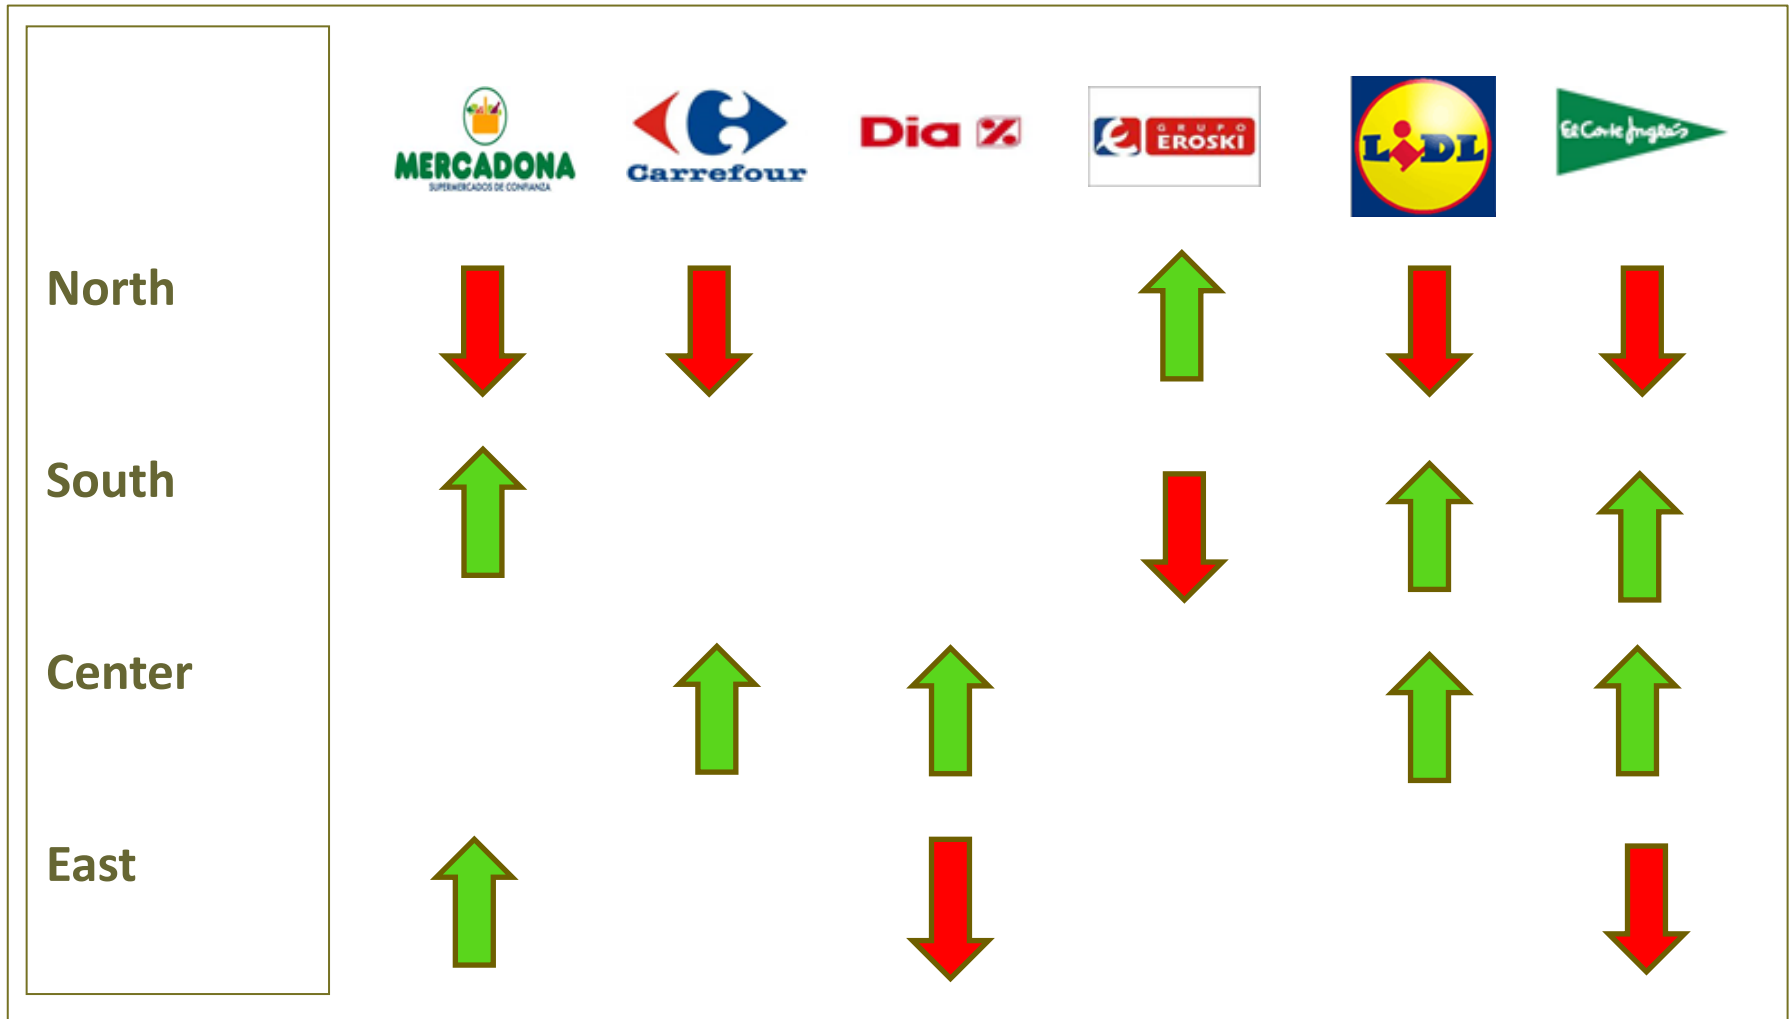 MERCADONA
SUPERMERCADOS DE CONFIANZA
Carrefour
Dia %
GRUPO
EROSKI
LIDL
El Corte Inglés
North
South
Center
East